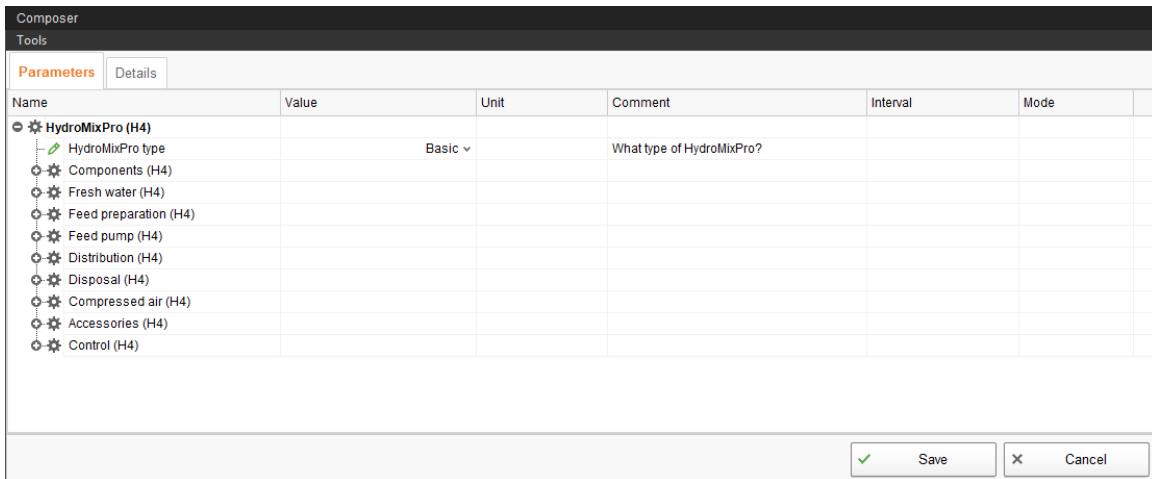 Composer
Tools
Parameters Details
Name Value Unit Comment Interval Mode
HydroMixPro (H4)
HydroMixPro type Basic What type of HydroMixPro?
Components (H4)
Fresh water (H4)
Feed preparation (H4)
Feed pump (H4)
Distribution (H4)
Disposal (H4)
Compressed air (H4)
Accessories (H4)
Control (H4)
Save Cancel